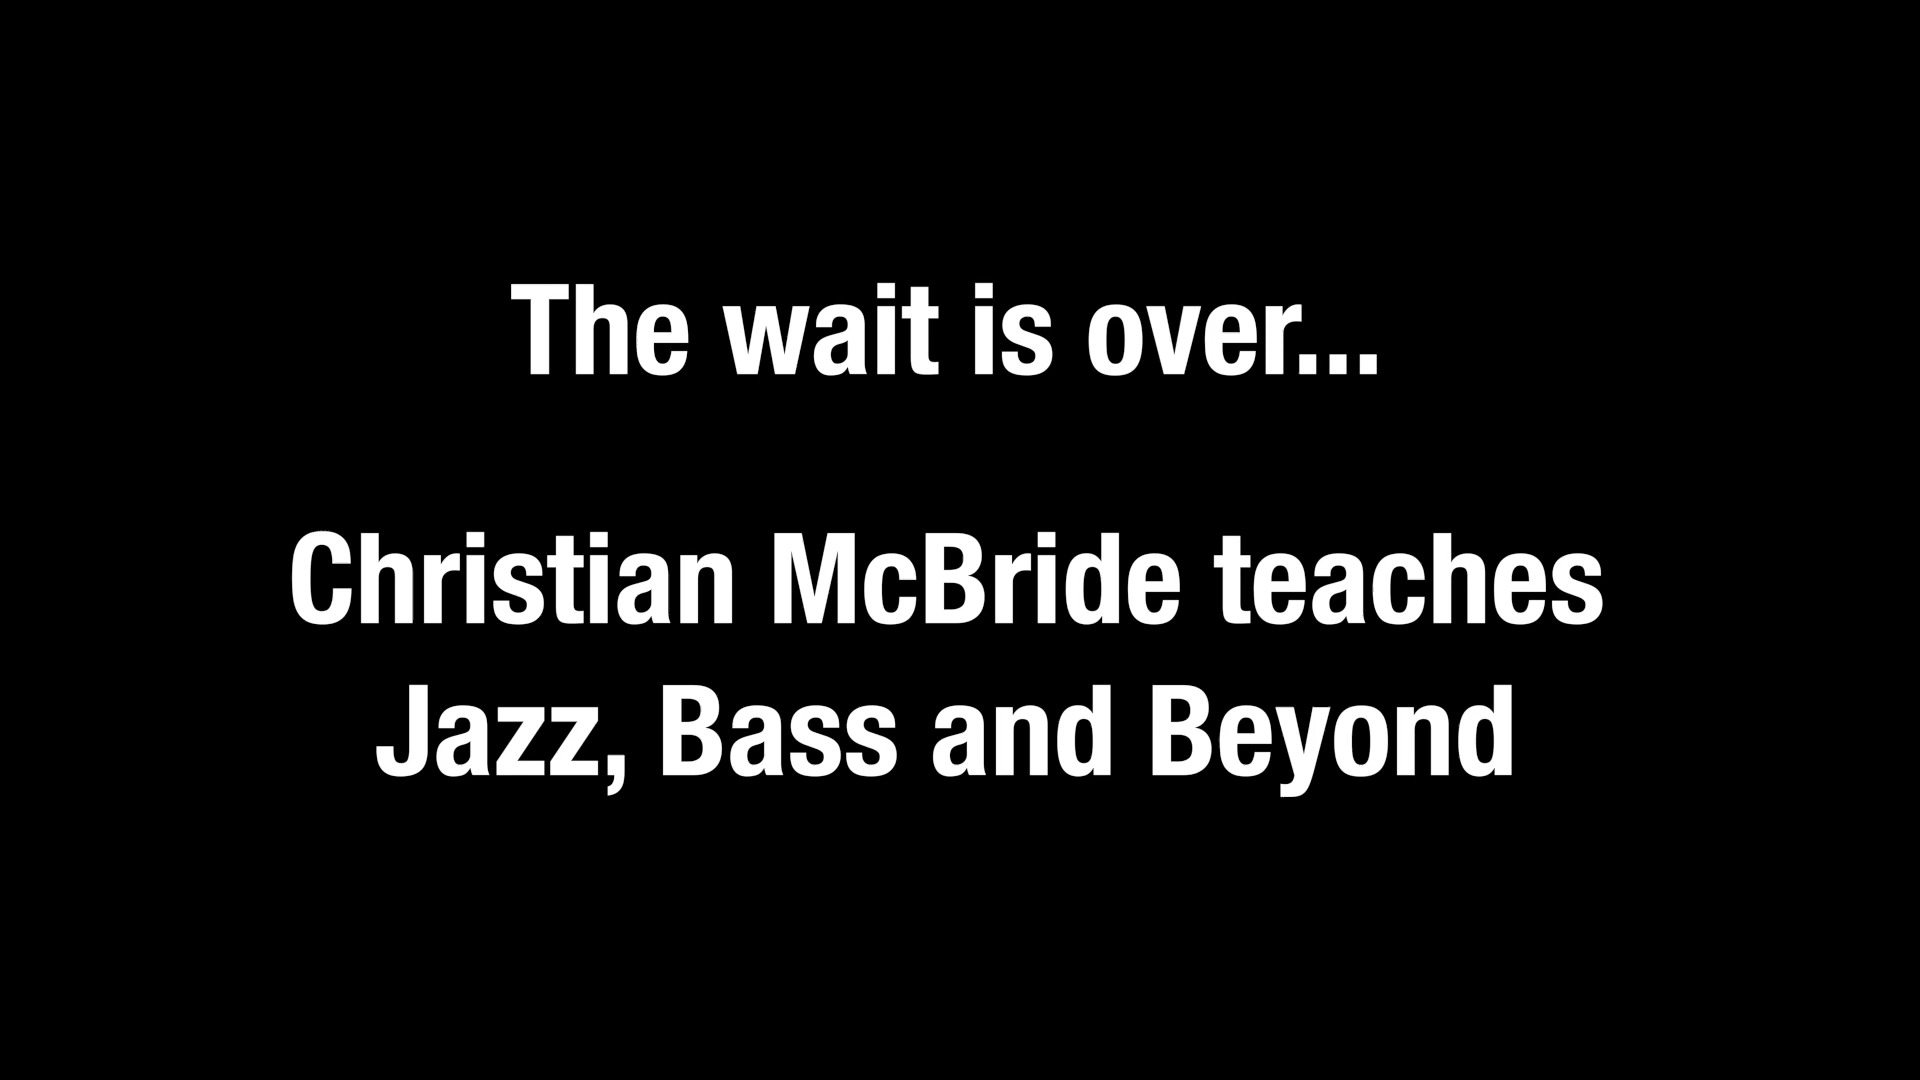 The wait is over...
Christian McBride teaches
Jazz, Bass and Beyond